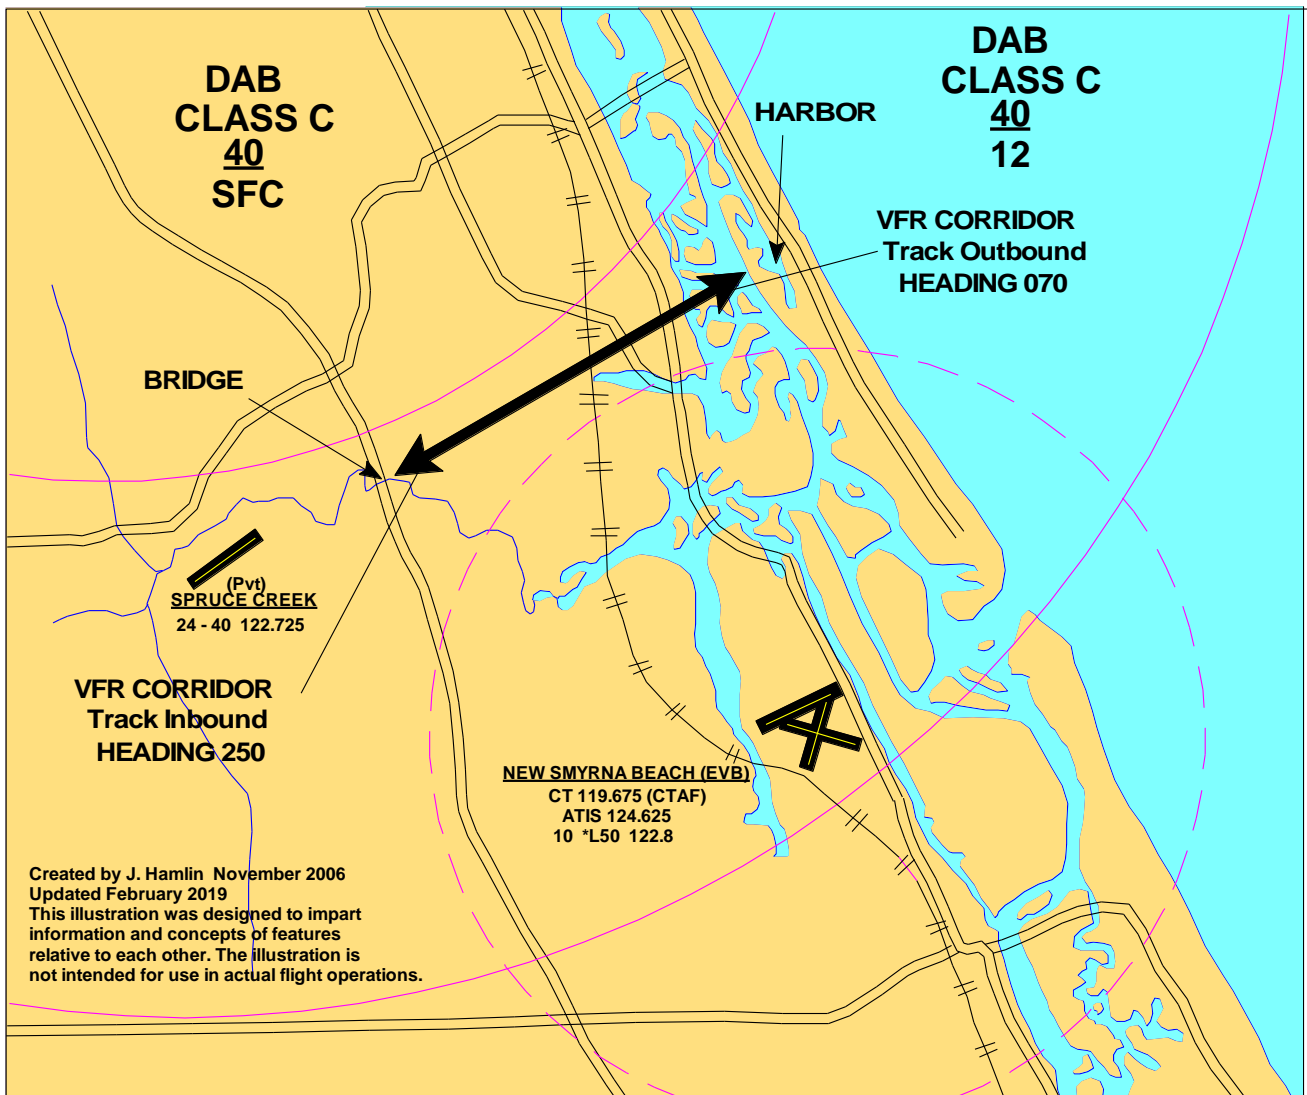 DAB
CLASS C
40
SFC
DAB
CLASS C
40
12
HARBOR
VFR CORRIDOR
Track Outbound
HEADING 070
BRIDGE
(Pvt)
SPRUCE CREEK
24 - 40 122.725
VFR CORRIDOR
Track Inbound
HEADING 250
NEW SMYRNA BEACH (EVB)
CT 119.675 (CTAF)
ATIS 124.625
10 *L50 122.8
Created by J. Hamlin November 2006
Updated February 2019
This illustration was designed to impart
information and concepts of features
relative to each other. The illustration is
not intended for use in actual flight operations.